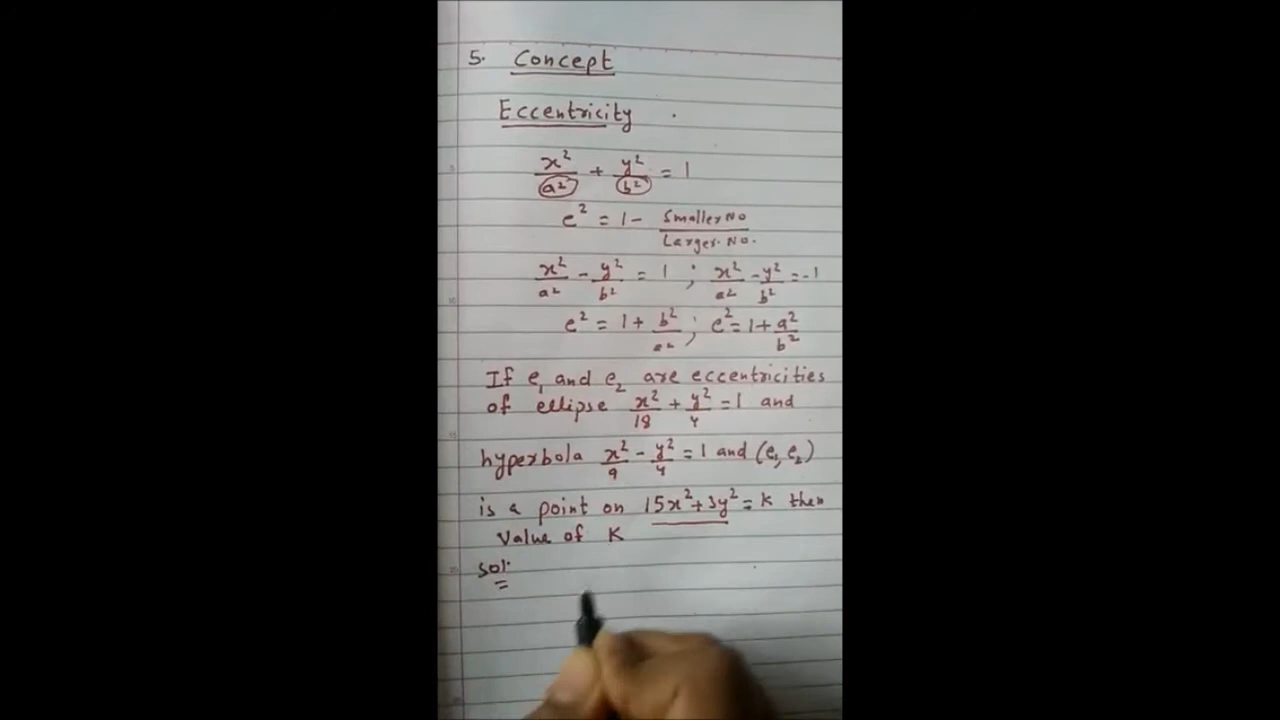 5. Concept
Eccentricity
x²/a² + y²/b² = 1
e² = 1 - Smaller No/Larger. No.
x²/a² - y²/b² = 1 ; x²/a² - y²/b² = -1
e² = 1 + b²/a² ; e² = 1 + a²/b²
If e₁ and e₂ are eccentricities
of ellipse x²/18 + y²/4 = 1 and
hyperbola x²/9 - y²/4 = 1 and (e₁, e₂)
is a point on 15x²+3y² = K then
Value of K
Sol.